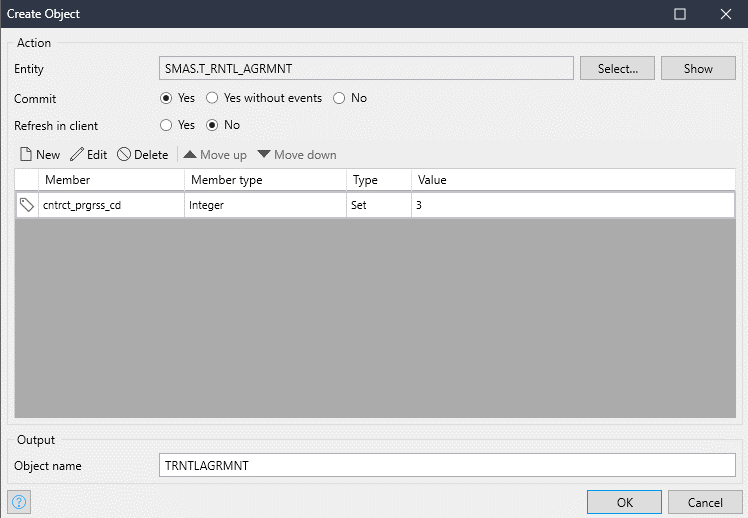 Create Object
Action
Entity SMAS.T_RNTL_AGRMNT Select... Show
Commit Yes Yes without events No
Refresh in client Yes No
New Edit Delete Move up Move down
Member Member type Type Value
cntrct_prgrss_cd Integer Set 3
Output
Object name TRNTLAGRMNT
? OK Cancel